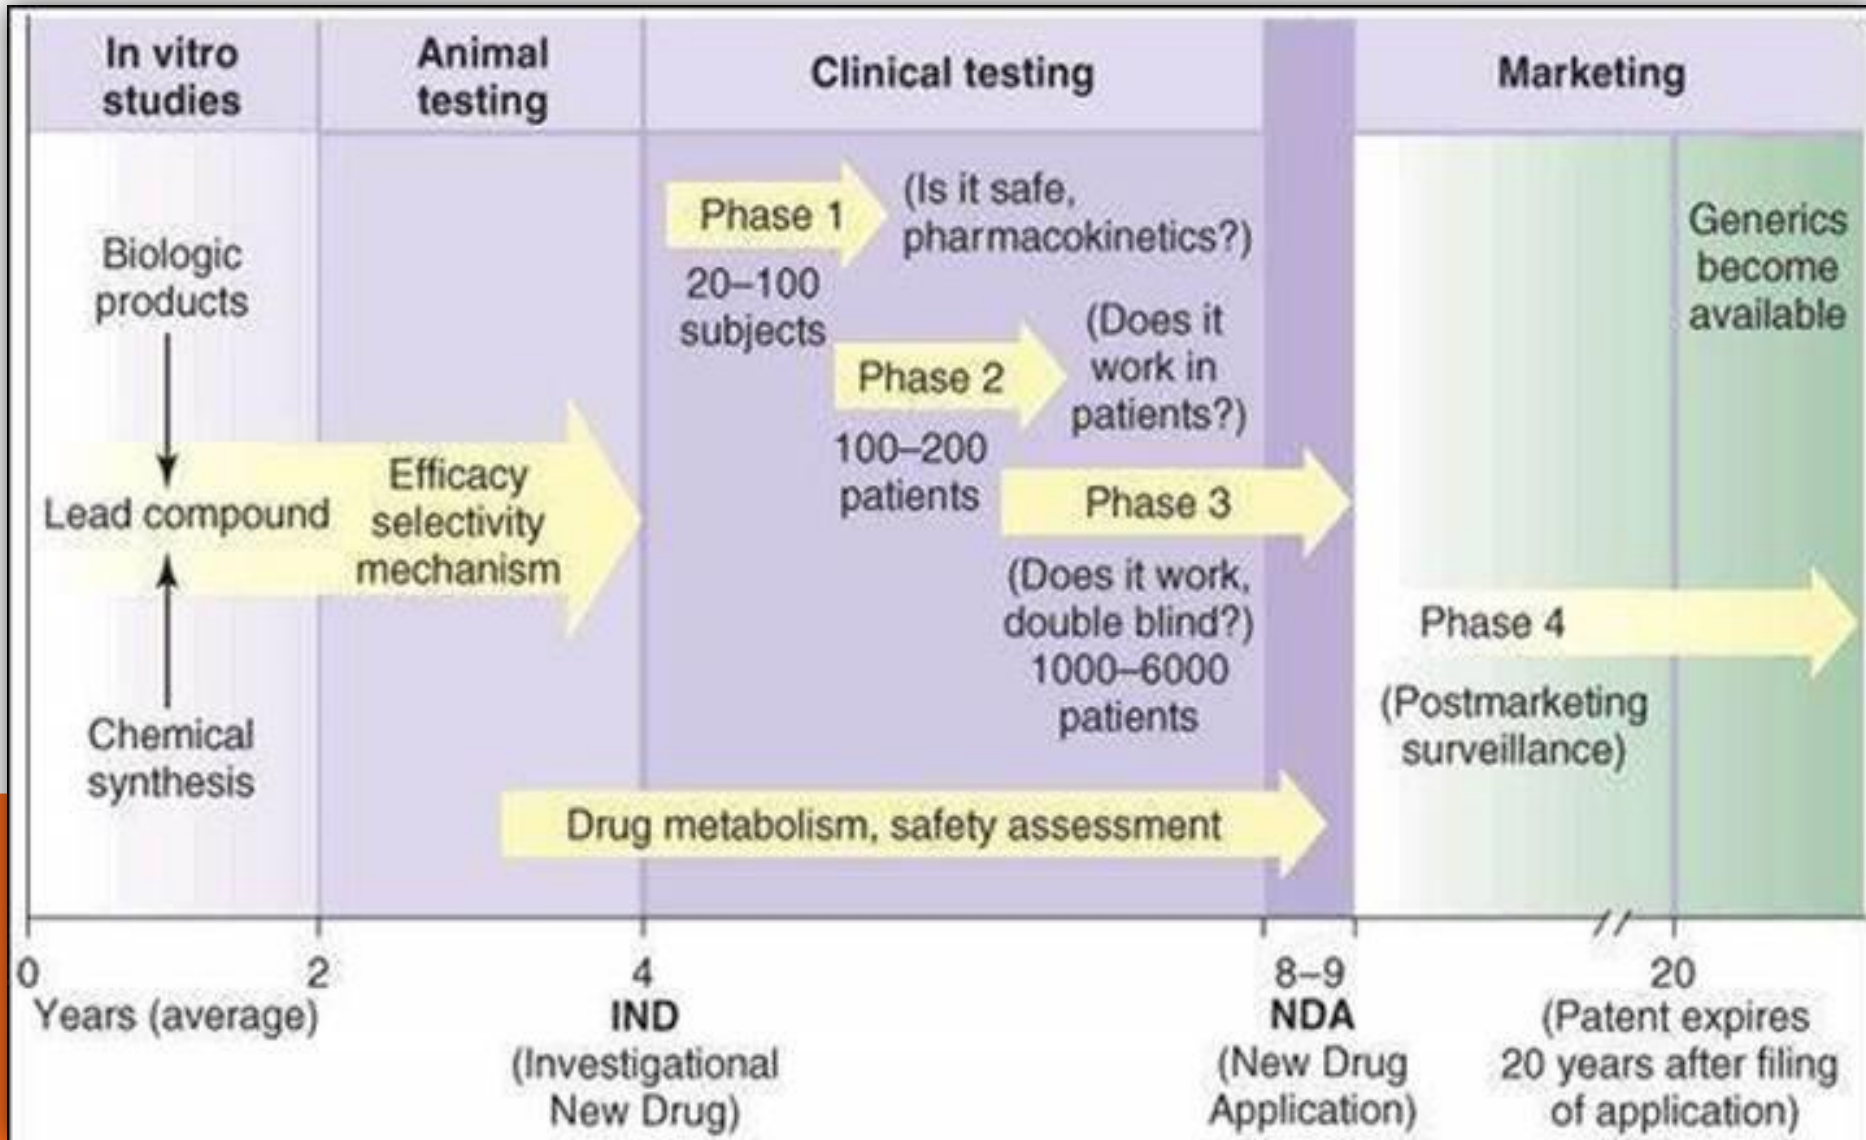 In vitro
studies
Animal
testing
Clinical testing
Marketing
Biologic
products
Lead compound
Chemical
synthesis
Efficacy
selectivity
mechanism
Phase 1
(Is it safe,
pharmacokinetics?)
20–100
subjects
Phase 2
(Does it
work in
patients?)
100–200
patients
Phase 3
(Does it work,
double blind?)
1000–6000
patients
Drug metabolism, safety assessment
Generics
become
available
Phase 4
(Postmarketing
surveillance)
0
2
4
8–9
20
Years (average)
IND
(Investigational
New Drug)
NDA
(New Drug
Application)
(Patent expires
20 years after filing
of application)